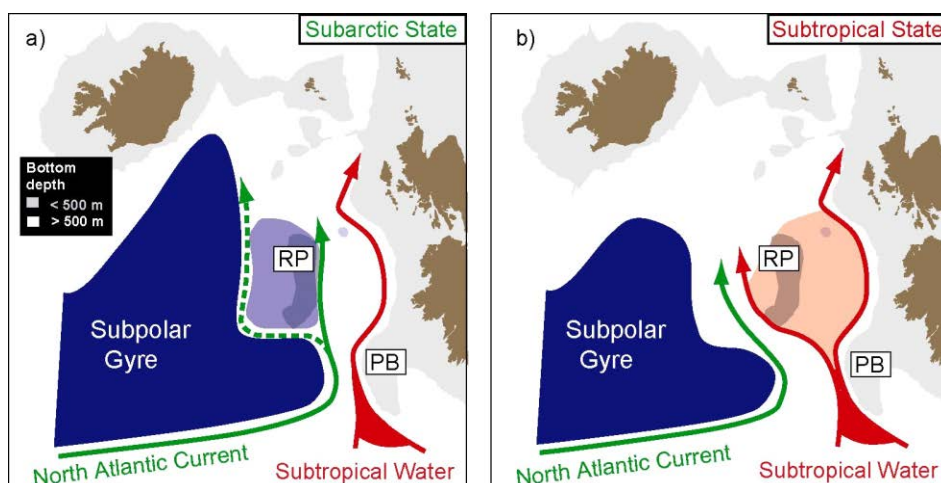 a)
Subarctic State
Bottom
depth
< 500 m
> 500 m
RP
Subpolar
Gyre
PB
North Atlantic Current
Subtropical Water
b)
Subtropical State
RP
Subpolar
Gyre
PB
North Atlantic Current
Subtropical Water